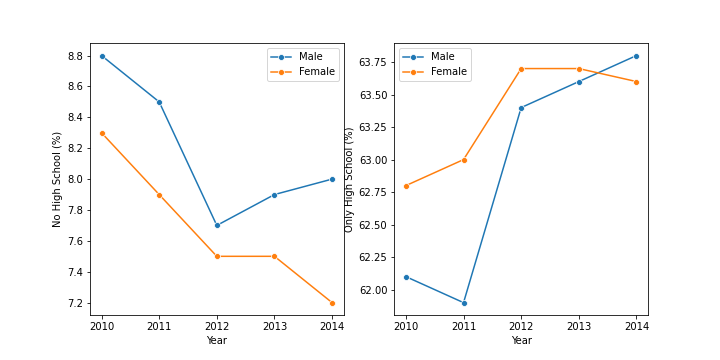 8.8
8.6
8.4
8.2
8.0
7.8
7.6
7.4
7.2
No High School (%)
Male
Female
2010 2011 2012 2013 2014
Year
63.75
63.50
63.25
63.00
62.75
62.50
62.25
62.00
Only High School (%)
Male
Female
2010 2011 2012 2013 2014
Year